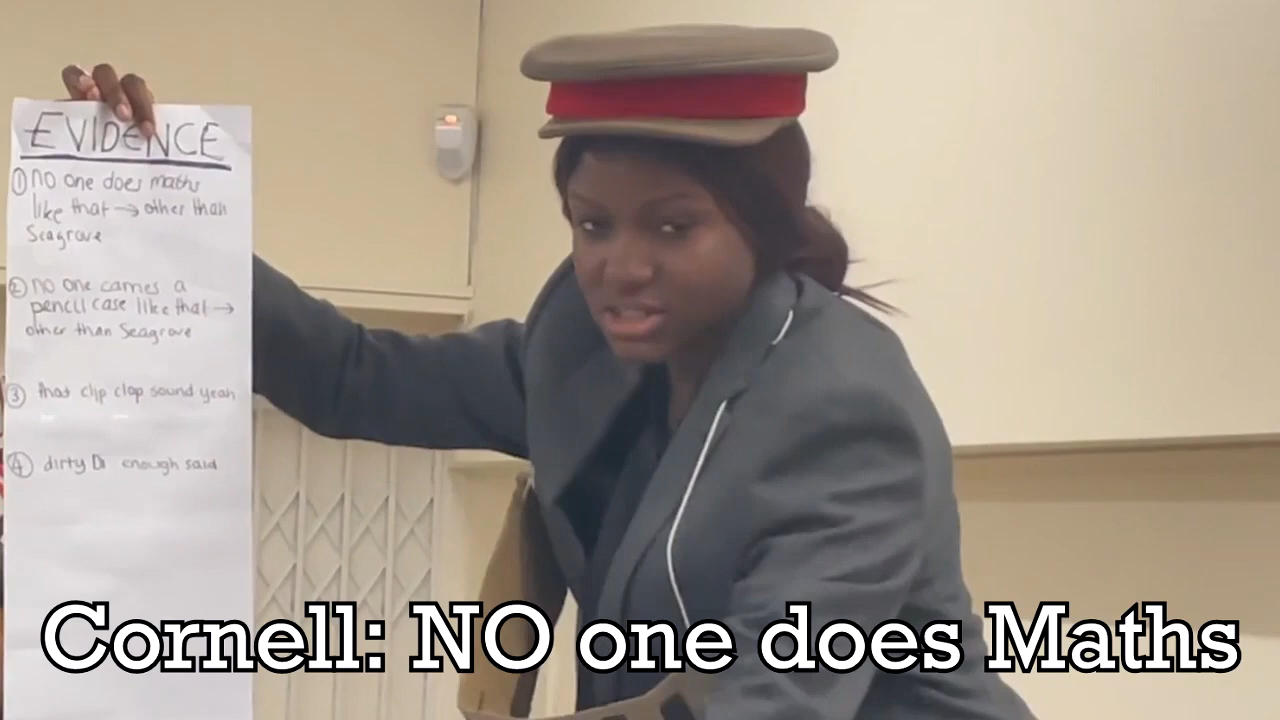 EVIDENCE
① no one does maths
like that → other than
Seagrove
② no one carries a
pencil case like that →
other than Seagrove
③ that clip clop sound yeah
④ dirty Di enough said
Cornell: NO one does Maths